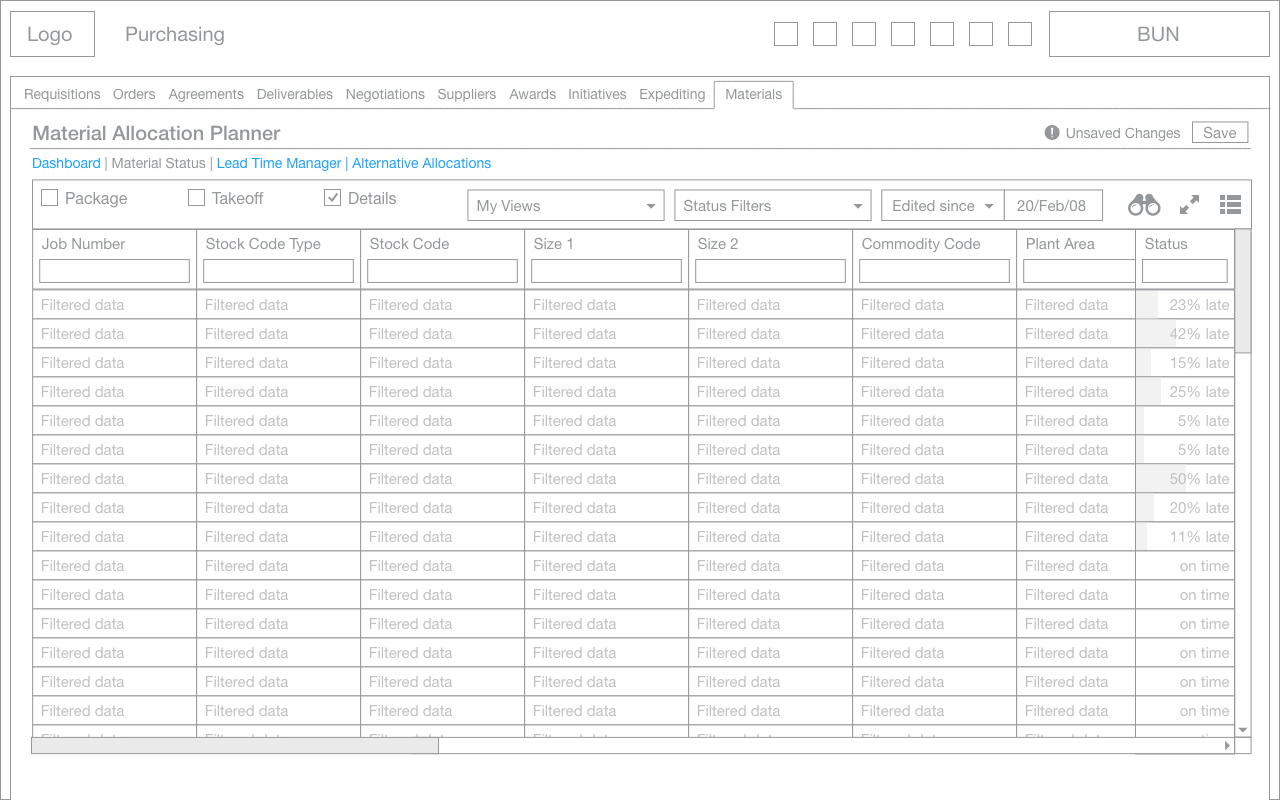 Logo Purchasing BUN
Requisitions Orders Agreements Deliverables Negotiations Suppliers Awards Initiatives Expediting Materials
Material Allocation Planner Unsaved Changes Save
Dashboard | Material Status | Lead Time Manager | Alternative Allocations
Package Takeoff Details My Views Status Filters Edited since 20/Feb/08
Job Number Stock Code Type Stock Code Size 1 Size 2 Commodity Code Plant Area Status
Filtered data Filtered data Filtered data Filtered data Filtered data Filtered data Filtered data 23% late
Filtered data Filtered data Filtered data Filtered data Filtered data Filtered data Filtered data 42% late
Filtered data Filtered data Filtered data Filtered data Filtered data Filtered data Filtered data 15% late
Filtered data Filtered data Filtered data Filtered data Filtered data Filtered data Filtered data 25% late
Filtered data Filtered data Filtered data Filtered data Filtered data Filtered data Filtered data 5% late
Filtered data Filtered data Filtered data Filtered data Filtered data Filtered data Filtered data 5% late
Filtered data Filtered data Filtered data Filtered data Filtered data Filtered data Filtered data 50% late
Filtered data Filtered data Filtered data Filtered data Filtered data Filtered data Filtered data 20% late
Filtered data Filtered data Filtered data Filtered data Filtered data Filtered data Filtered data 11% late
Filtered data Filtered data Filtered data Filtered data Filtered data Filtered data Filtered data on time
Filtered data Filtered data Filtered data Filtered data Filtered data Filtered data Filtered data on time
Filtered data Filtered data Filtered data Filtered data Filtered data Filtered data Filtered data on time
Filtered data Filtered data Filtered data Filtered data Filtered data Filtered data Filtered data on time
Filtered data Filtered data Filtered data Filtered data Filtered data Filtered data Filtered data on time
Filtered data Filtered data Filtered data Filtered data Filtered data Filtered data Filtered data on time